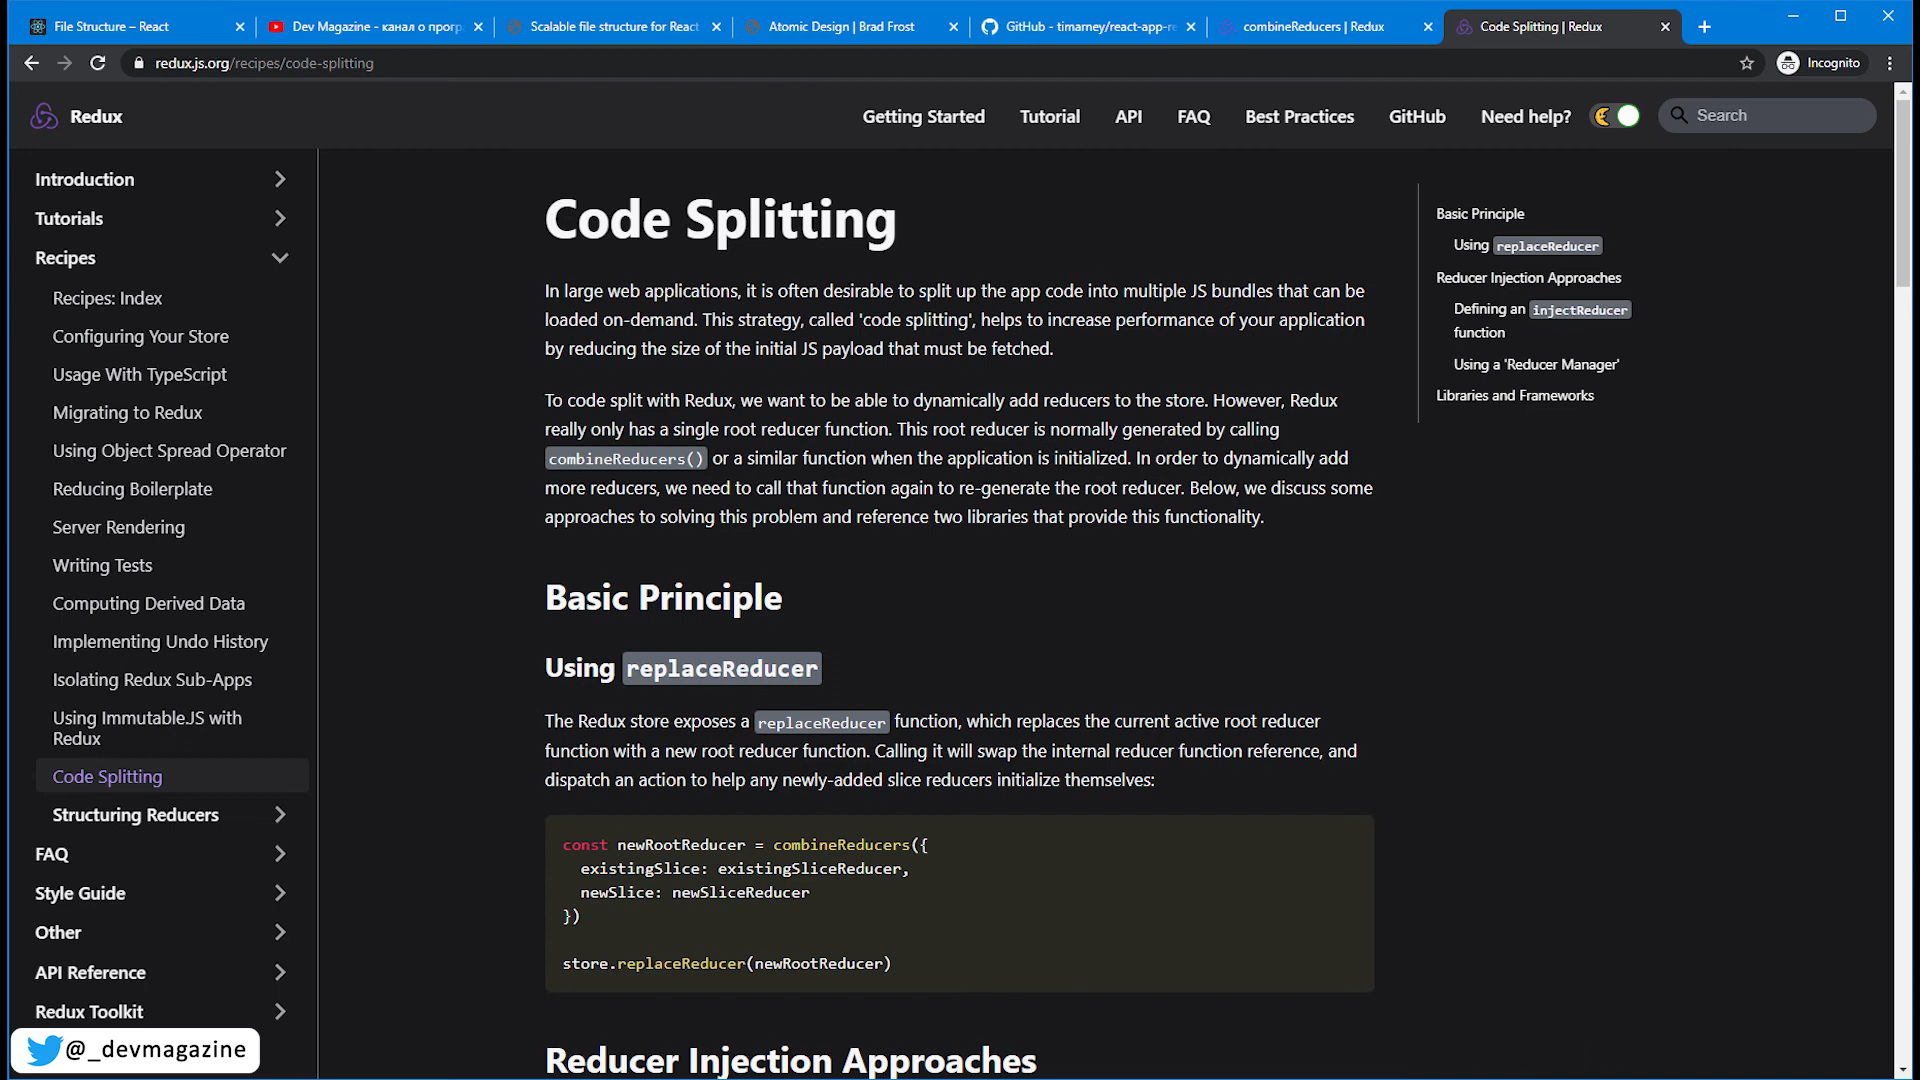 File Structure – React
Dev Magazine - канал о прогр
Scalable file structure for React
Atomic Design | Brad Frost
GitHub - timarney/react-app-re
combineReducers | Redux
Code Splitting | Redux
redux.js.org/recipes/code-splitting
Incognito
Redux
Getting Started
Tutorial
API
FAQ
Best Practices
GitHub
Need help?
Search
Introduction
Tutorials
Recipes
Recipes: Index
Configuring Your Store
Usage With TypeScript
Migrating to Redux
Using Object Spread Operator
Reducing Boilerplate
Server Rendering
Writing Tests
Computing Derived Data
Implementing Undo History
Isolating Redux Sub-Apps
Using Immutable.JS with
Redux
Code Splitting
Structuring Reducers
FAQ
Style Guide
Other
API Reference
Redux Toolkit
@_devmagazine
Code Splitting
In large web applications, it is often desirable to split up the app code into multiple JS bundles that can be
loaded on-demand. This strategy, called 'code splitting', helps to increase performance of your application
by reducing the size of the initial JS payload that must be fetched.
To code split with Redux, we want to be able to dynamically add reducers to the store. However, Redux
really only has a single root reducer function. This root reducer is normally generated by calling
combineReducers() or a similar function when the application is initialized. In order to dynamically add
more reducers, we need to call that function again to re-generate the root reducer. Below, we discuss some
approaches to solving this problem and reference two libraries that provide this functionality.
Basic Principle
Using replaceReducer
The Redux store exposes a replaceReducer function, which replaces the current active root reducer
function with a new root reducer function. Calling it will swap the internal reducer function reference, and
dispatch an action to help any newly-added slice reducers initialize themselves:
const newRootReducer = combineReducers({
existingSlice: existingSliceReducer,
newSlice: newSliceReducer
})
store.replaceReducer(newRootReducer)
Reducer Injection Approaches
Basic Principle
Using replaceReducer
Reducer Injection Approaches
Defining an injectReducer
function
Using a 'Reducer Manager'
Libraries and Frameworks